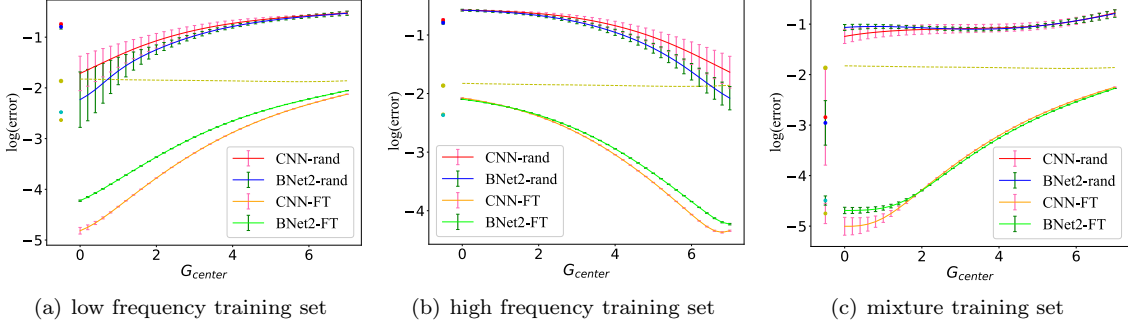 log(error)
−1
−2
−3
−4
−5
0
2
4
6
G_center
CNN-rand
BNet2-rand
CNN-FT
BNet2-FT
(a) low frequency training set
log(error)
−1
−2
−3
−4
0
2
4
6
G_center
CNN-rand
BNet2-rand
CNN-FT
BNet2-FT
(b) high frequency training set
log(error)
−1
−2
−3
−4
−5
0
2
4
6
G_center
CNN-rand
BNet2-rand
CNN-FT
BNet2-FT
(c) mixture training set